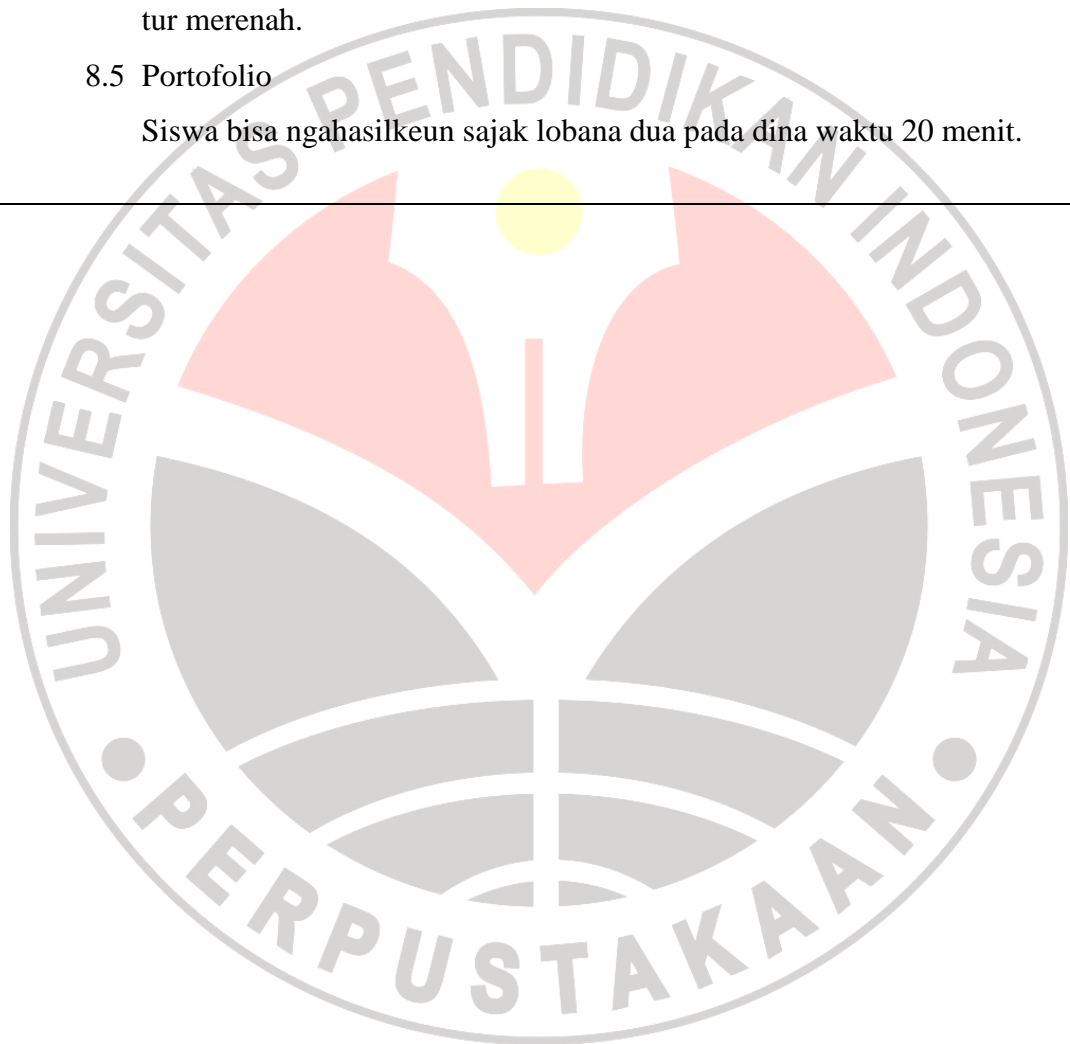 tur merenah.
8.5 Portofolio
Siswa bisa ngahasilkeun sajak lobana dua pada dina waktu 20 menit.
UNIVERSITAS PENDIDIKAN INDONESIA
PERPUSTAKAAN